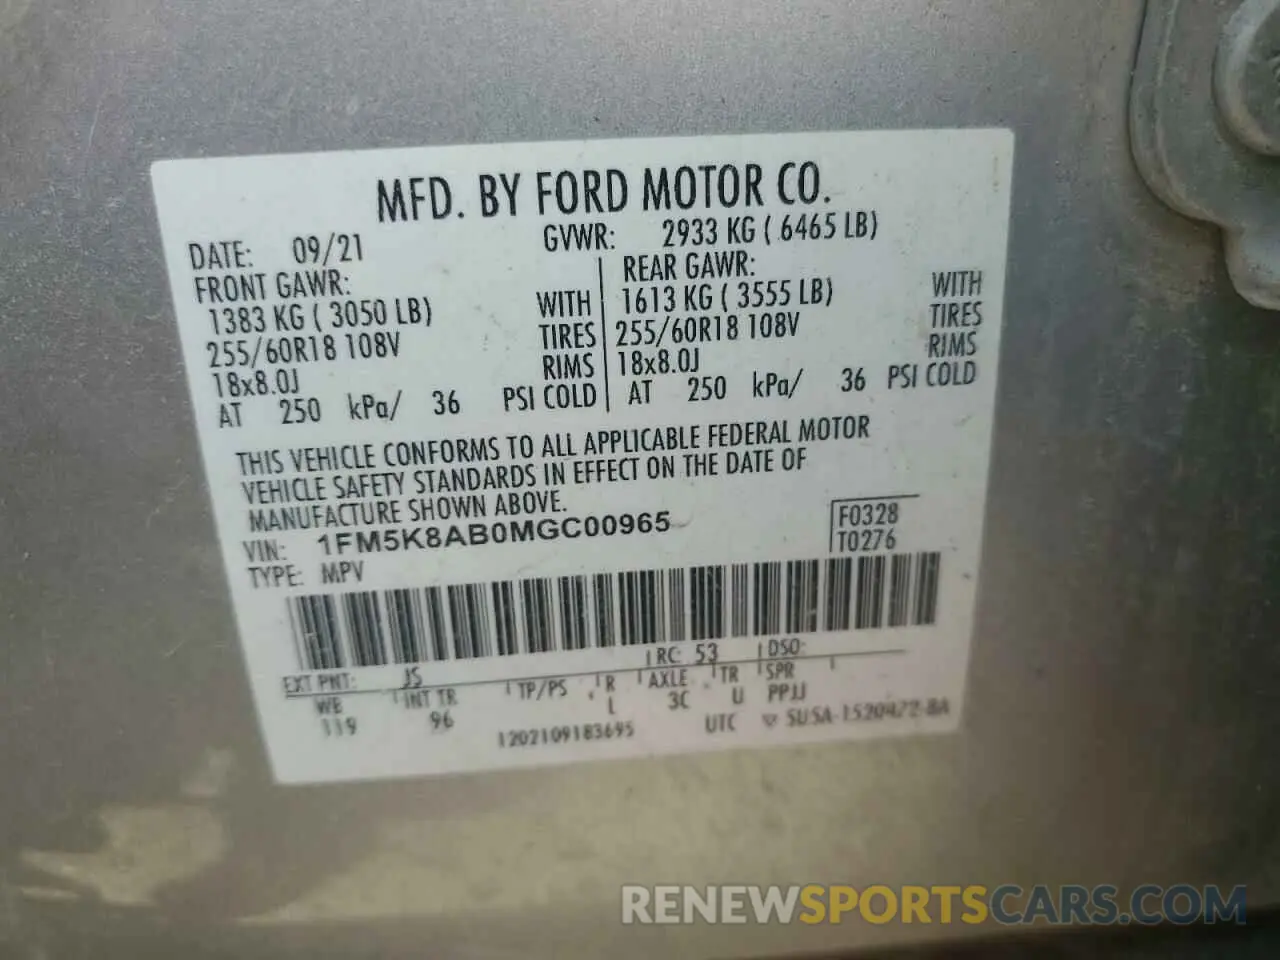 MFD. BY FORD MOTOR CO.
DATE: 09/21 GVWR: 2933 KG ( 6465 LB)
FRONT GAWR: REAR GAWR:
1383 KG ( 3050 LB) WITH 1613 KG ( 3555 LB) WITH
255/60R18 108V TIRES 255/60R18 108V TIRES
18x8.0J RIMS 18x8.0J RIMS
AT 250 kPa/ 36 PSI COLD AT 250 kPa/ 36 PSI COLD
THIS VEHICLE CONFORMS TO ALL APPLICABLE FEDERAL MOTOR
VEHICLE SAFETY STANDARDS IN EFFECT ON THE DATE OF
MANUFACTURE SHOWN ABOVE.
VIN: 1FM5K8AB0MGC00965 F0328
TYPE: MPV T0276
EXT PNT: JS RC: 53 DSO:
WB INT TR TP/PS R AXLE TR SPR
119 96 L 3C U PPJJ
1202109183695 UTC SUSA-1520472-BA
RENEWSPORTSCARS.COM